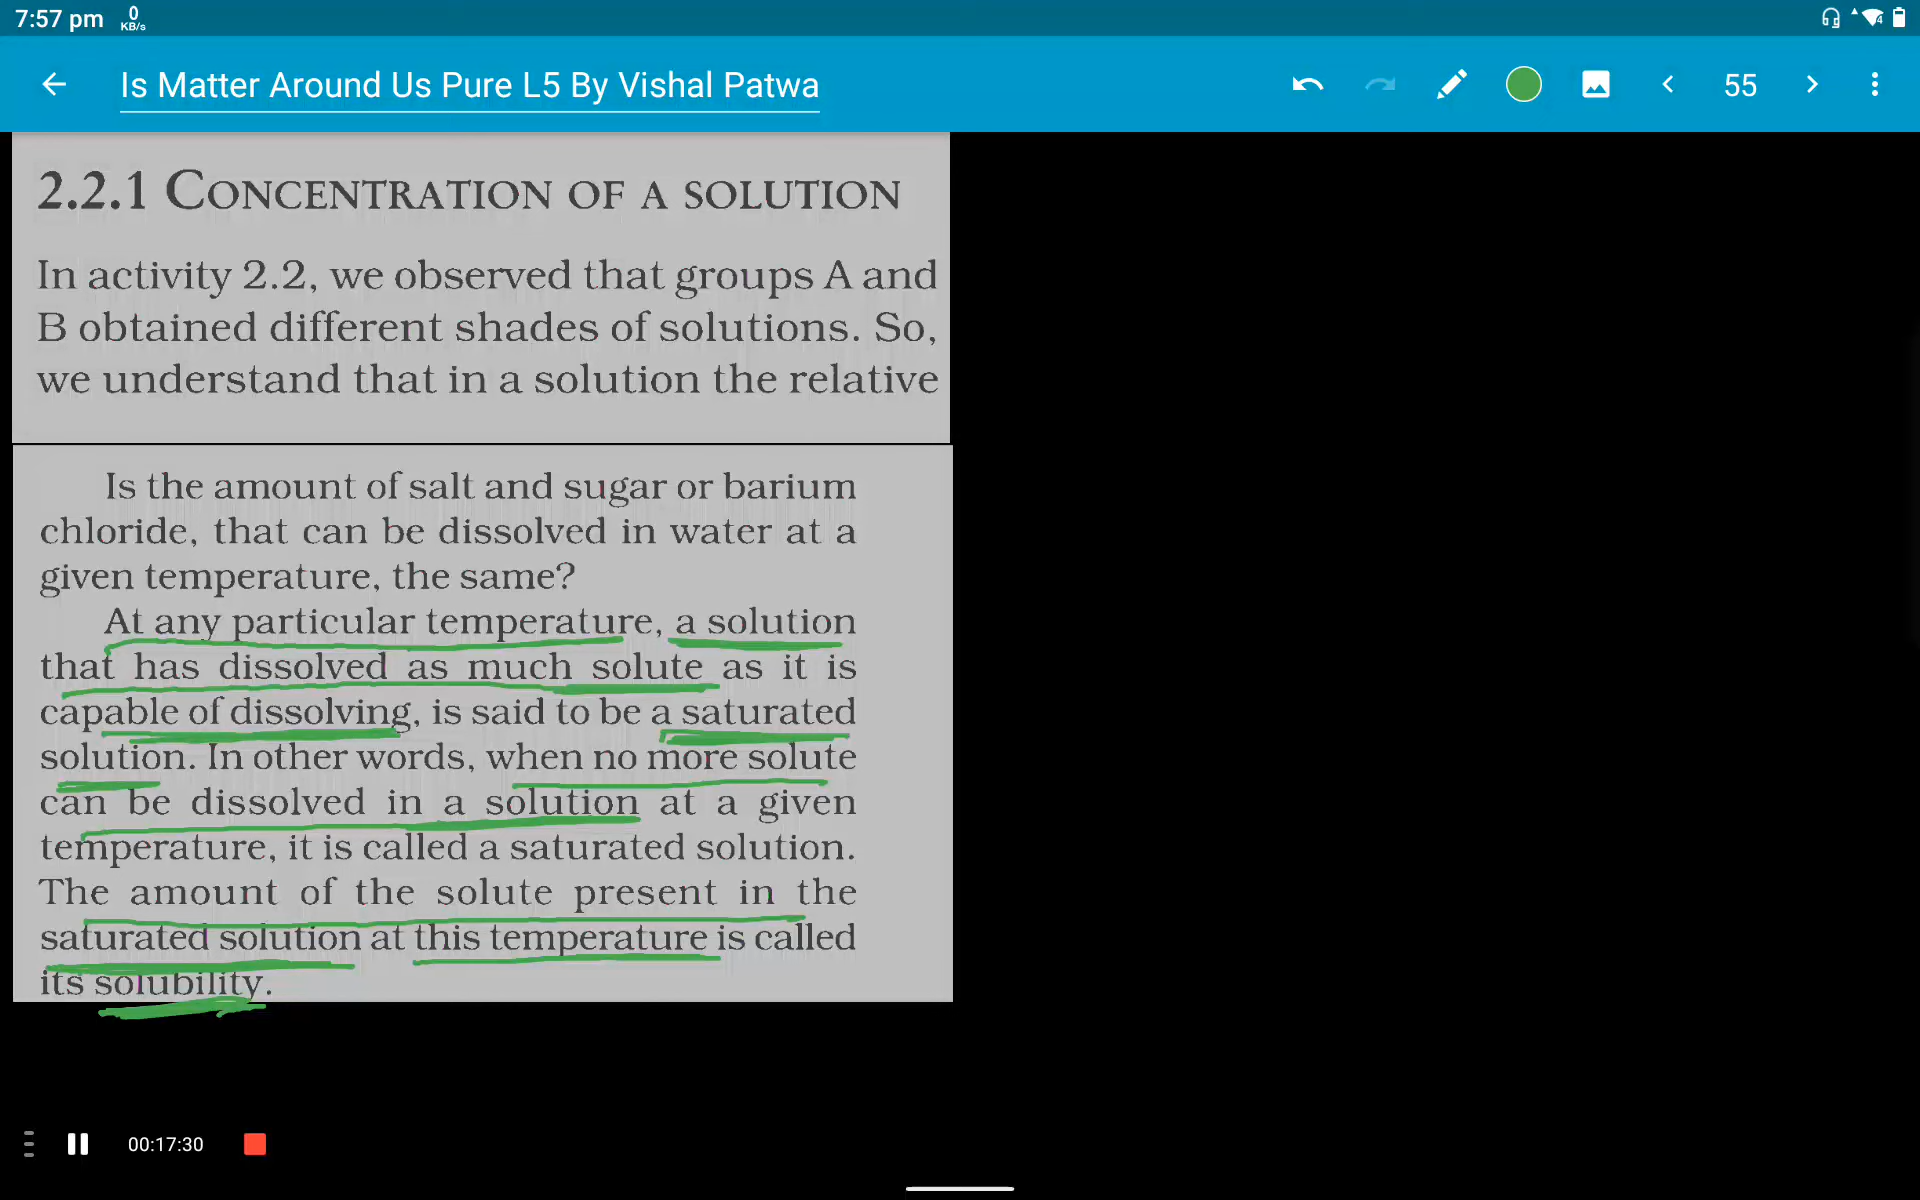 7:57 pm 0 KB/s
Is Matter Around Us Pure L5 By Vishal Patwa 55
2.2.1 CONCENTRATION OF A SOLUTION
In activity 2.2, we observed that groups A and
B obtained different shades of solutions. So,
we understand that in a solution the relative
Is the amount of salt and sugar or barium
chloride, that can be dissolved in water at a
given temperature, the same?
At any particular temperature, a solution
that has dissolved as much solute as it is
capable of dissolving, is said to be a saturated
solution. In other words, when no more solute
can be dissolved in a solution at a given
temperature, it is called a saturated solution.
The amount of the solute present in the
saturated solution at this temperature is called
its solubility.
00:17:30